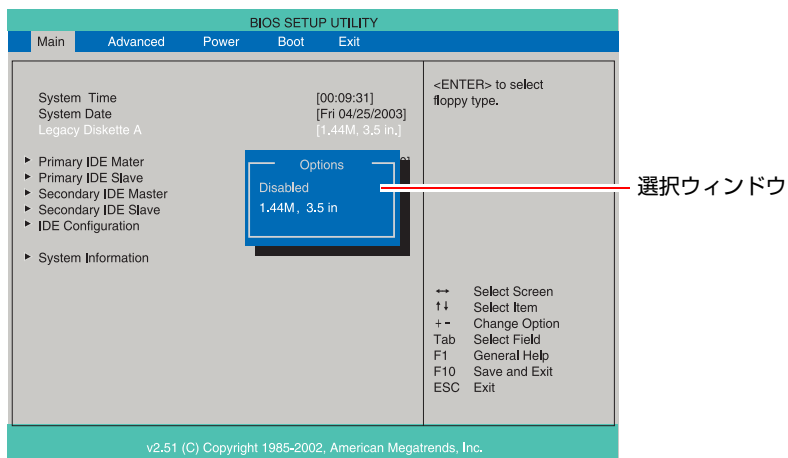 BIOS SETUP UTILITY
Main Advanced Power Boot Exit
System Time [00:09:31]
System Date [Fri 04/25/2003]
Legacy Diskette A [1.44M, 3.5 in.]
Primary IDE Mater
Primary IDE Slave
Secondary IDE Master
Secondary IDE Slave
IDE Configuration
System Information
Options
Disabled
1.44M, 3.5 in
<ENTER> to select
floppy type.
↔ Select Screen
↑↓ Select Item
+- Change Option
Tab Select Field
F1 General Help
F10 Save and Exit
ESC Exit
v2.51 (C) Copyright 1985-2002, American Megatrends, Inc.
選択ウィンドウ